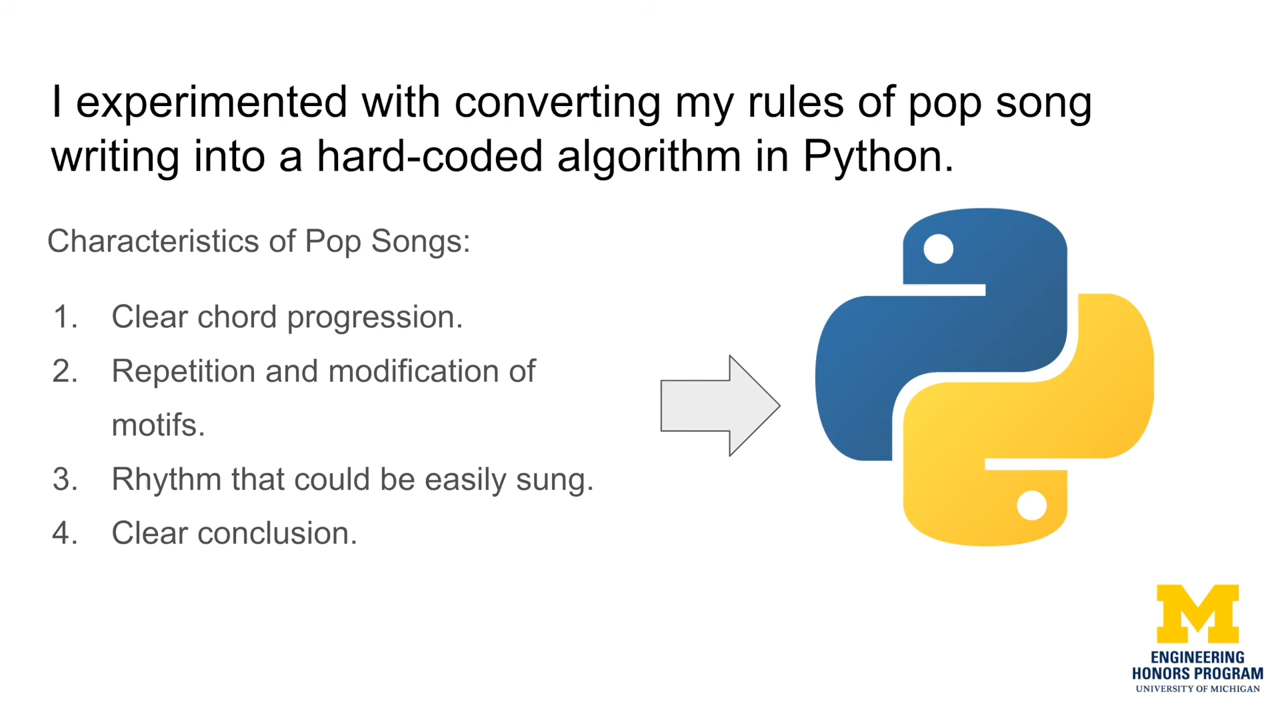 I experimented with converting my rules of pop song
writing into a hard-coded algorithm in Python.
Characteristics of Pop Songs:
1. Clear chord progression.
2. Repetition and modification of
motifs.
3. Rhythm that could be easily sung.
4. Clear conclusion.
M
ENGINEERING
HONORS PROGRAM
UNIVERSITY OF MICHIGAN